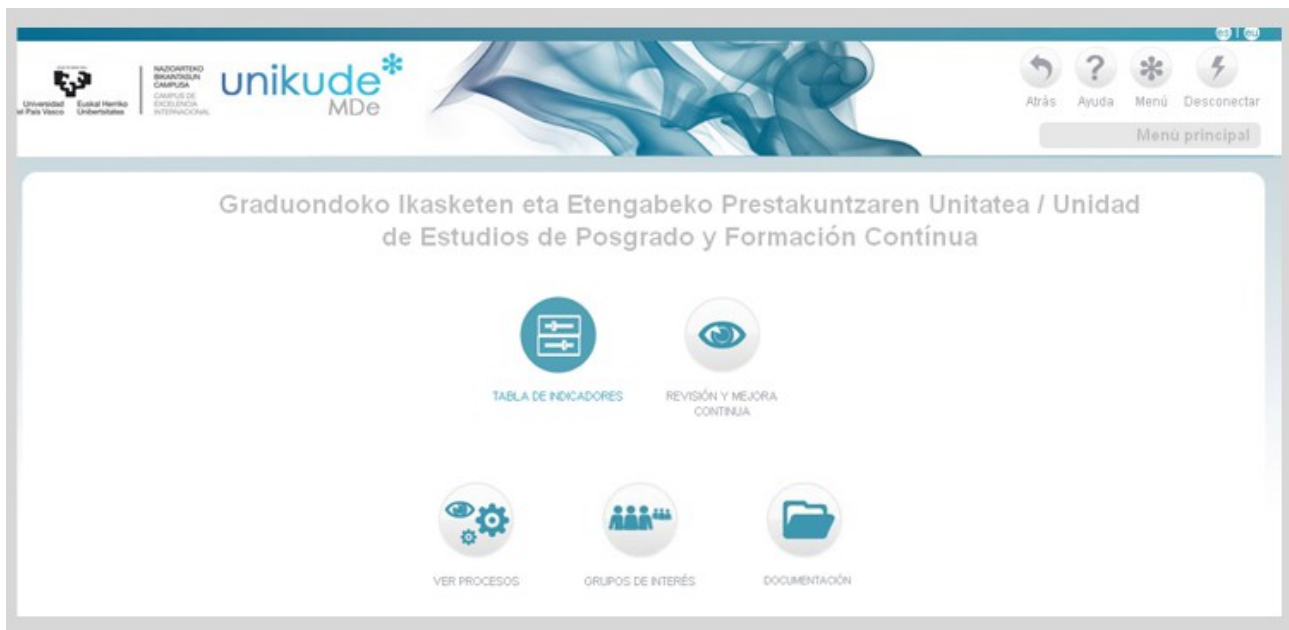 es | eu
Universidad Euskal Herriko
del País Vasco Unibertsitatea
NAZIOARTEKO
BIKAINTASUN
CAMPUSA
CAMPUS DE
EXCELENCIA
INTERNACIONAL
unikude*
MDe
Atrás Ayuda Menú Desconectar
Menú principal
Graduondoko Ikasketen eta Etengabeko Prestakuntzaren Unitatea / Unidad
de Estudios de Posgrado y Formación Contínua
TABLA DE INDICADORES
REVISIÓN Y MEJORA
CONTINUA
VER PROCESOS
GRUPOS DE INTERÉS
DOCUMENTACIÓN